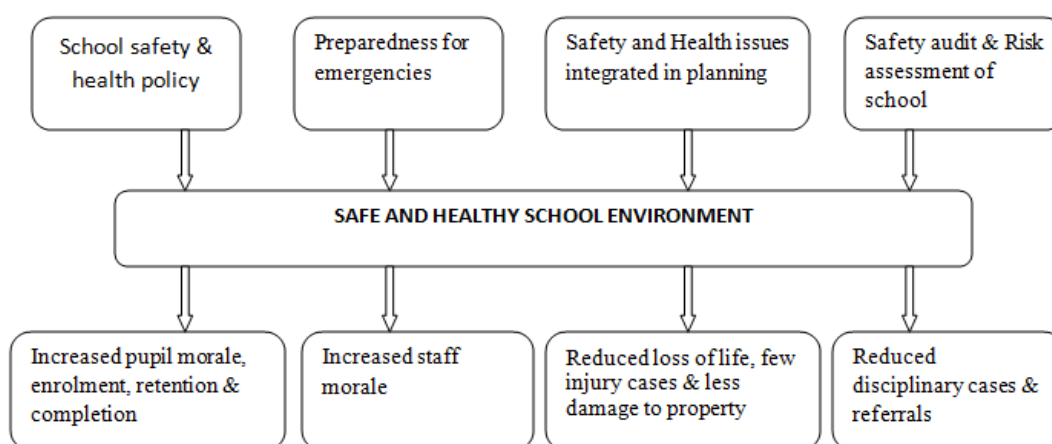 School safety &
health policy
Preparedness for
emergencies
Safety and Health issues
integrated in planning
Safety audit & Risk
assessment of
school
SAFE AND HEALTHY SCHOOL ENVIRONMENT
Increased pupil morale,
enrolment, retention &
completion
Increased staff
morale
Reduced loss of life, few
injury cases & less
damage to property
Reduced
disciplinary cases &
referrals